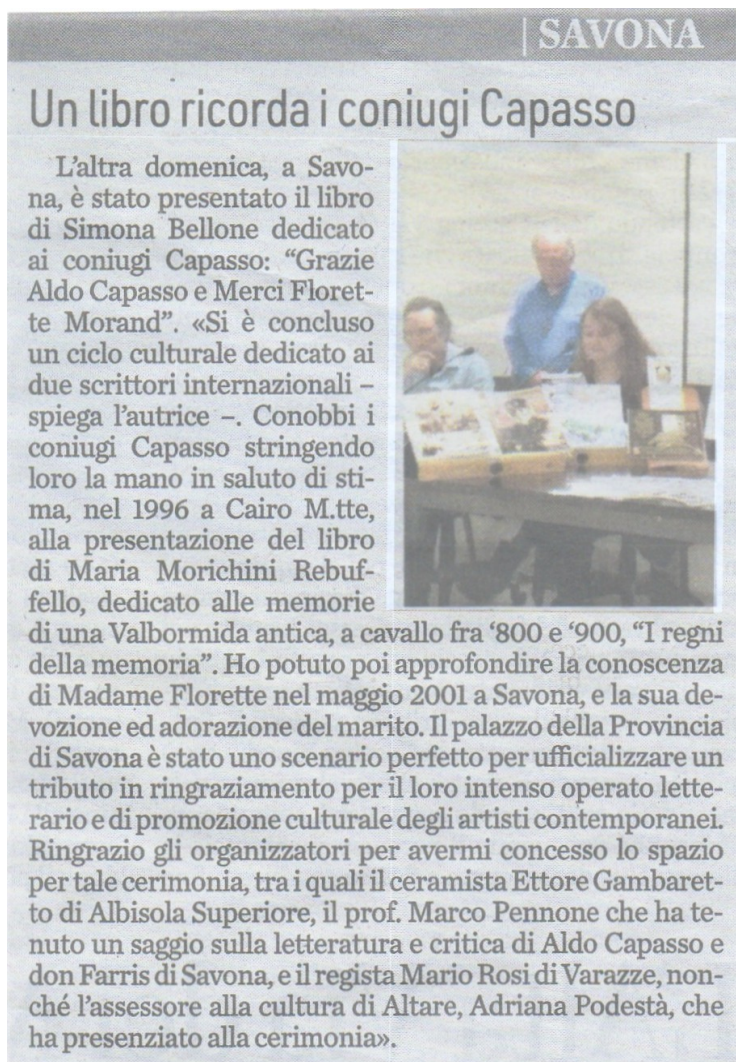 | SAVONA
Un libro ricorda i coniugi Capasso
L’altra domenica, a Savo-
na, è stato presentato il libro
di Simona Bellone dedicato
ai coniugi Capasso: “Grazie
Aldo Capasso e Merci Floret-
te Morand”. «Si è concluso
un ciclo culturale dedicato ai
due scrittori internazionali –
spiega l’autrice –. Conobbi i
coniugi Capasso stringendo
loro la mano in saluto di sti-
ma, nel 1996 a Cairo M.tte,
alla presentazione del libro
di Maria Morichini Rebuf-
fello, dedicato alle memorie
di una Valbormida antica, a cavallo fra ‘800 e ‘900, “I regni
della memoria”. Ho potuto poi approfondire la conoscenza
di Madame Florette nel maggio 2001 a Savona, e la sua de-
vozione ed adorazione del marito. Il palazzo della Provincia
di Savona è stato uno scenario perfetto per ufficializzare un
tributo in ringraziamento per il loro intenso operato lette-
rario e di promozione culturale degli artisti contemporanei.
Ringrazio gli organizzatori per avermi concesso lo spazio
per tale cerimonia, tra i quali il ceramista Ettore Gambaret-
to di Albisola Superiore, il prof. Marco Pennone che ha te-
nuto un saggio sulla letteratura e critica di Aldo Capasso e
don Farris di Savona, e il regista Mario Rosi di Varazze, non-
ché l’assessore alla cultura di Altare, Adriana Podestà, che
ha presenziato alla cerimonia».